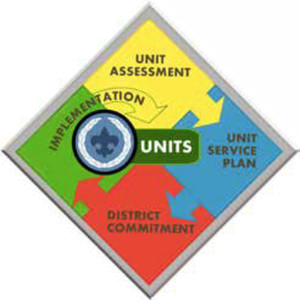 UNIT
ASSESSMENT
IMPLEMENTATION
UNITS
UNIT
SERVICE
PLAN
DISTRICT
COMMITMENT